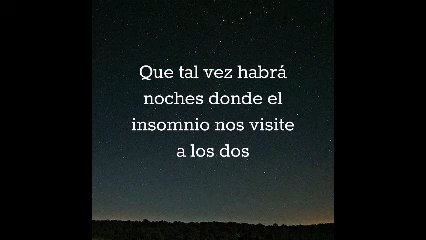 Que tal vez habrá
noches donde el
insomnio nos visite
a los dos